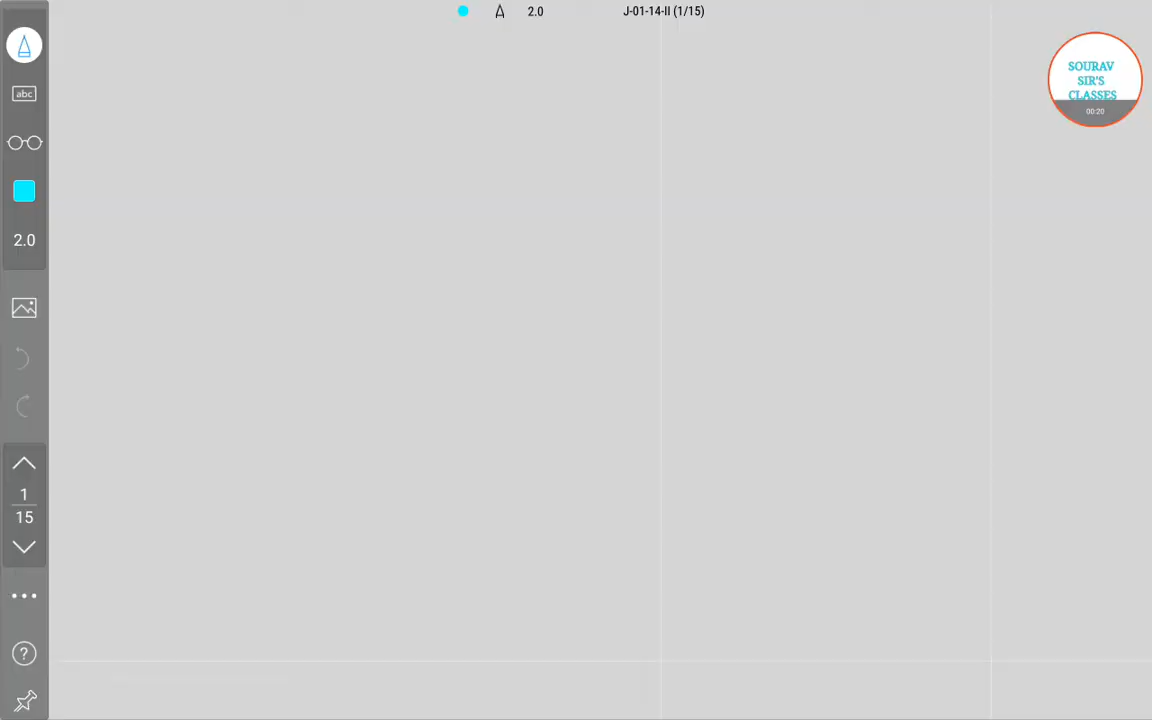 2.0
J-01-14-II (1/15)
SOURAV
SIR'S
CLASSES
00:20
abc
2.0
1
15
?